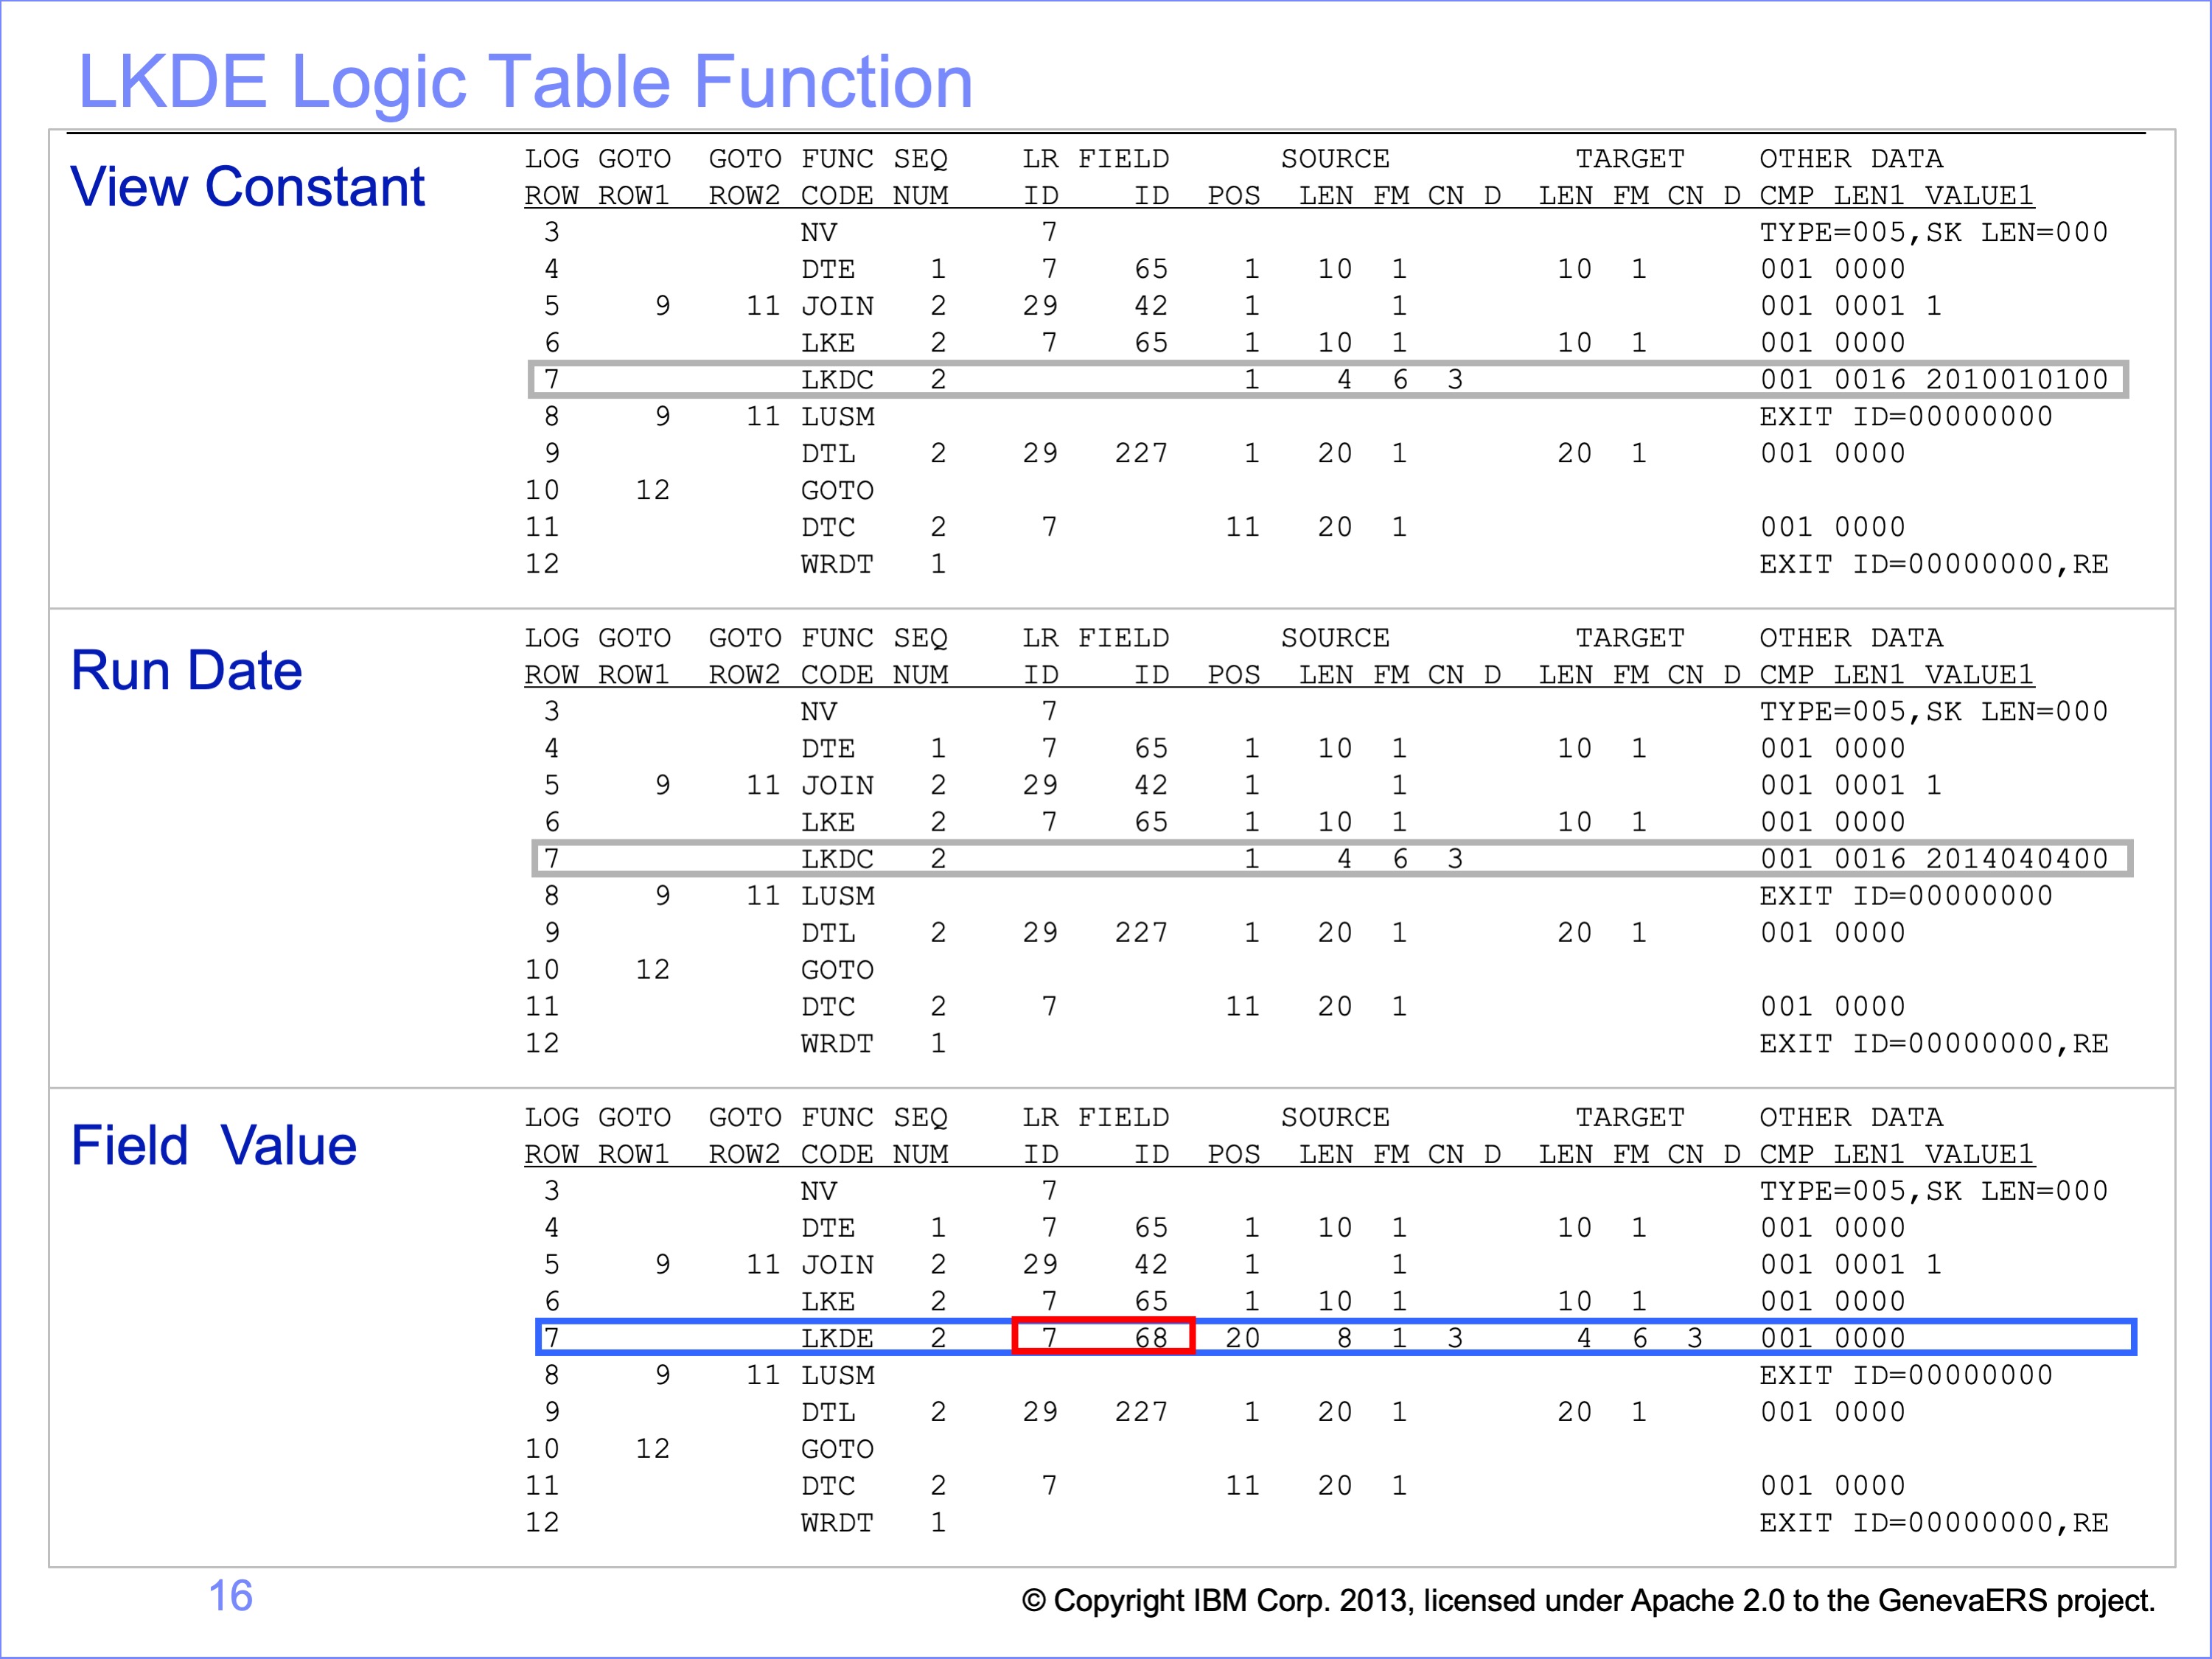 LKDE Logic Table Function
View Constant
LOG GOTO  GOTO FUNC SEQ    LR FIELD      SOURCE          TARGET    OTHER DATA
ROW ROW1  ROW2 CODE NUM    ID    ID  POS  LEN FM CN D  LEN FM CN D CMP LEN1 VALUE1
3 NV 7 TYPE=005,SK LEN=000
4 DTE 1 7 65 1 10 1 10 1 001 0000
5 9 11 JOIN 2 29 42 1 1 001 0001 1
6 LKE 2 7 65 1 10 1 10 1 001 0000
7 LKDC 2 1 4 6 3 001 0016 2010010100
8 9 11 LUSM EXIT ID=00000000
9 DTL 2 29 227 1 20 1 20 1 001 0000
10 12 GOTO
11 DTC 2 7 11 20 1 001 0000
12 WRDT 1 EXIT ID=00000000,RE
Run Date
LOG GOTO  GOTO FUNC SEQ    LR FIELD      SOURCE          TARGET    OTHER DATA
ROW ROW1  ROW2 CODE NUM    ID    ID  POS  LEN FM CN D  LEN FM CN D CMP LEN1 VALUE1
3 NV 7 TYPE=005,SK LEN=000
4 DTE 1 7 65 1 10 1 10 1 001 0000
5 9 11 JOIN 2 29 42 1 1 001 0001 1
6 LKE 2 7 65 1 10 1 10 1 001 0000
7 LKDC 2 1 4 6 3 001 0016 2014040400
8 9 11 LUSM EXIT ID=00000000
9 DTL 2 29 227 1 20 1 20 1 001 0000
10 12 GOTO
11 DTC 2 7 11 20 1 001 0000
12 WRDT 1 EXIT ID=00000000,RE
Field Value
LOG GOTO  GOTO FUNC SEQ    LR FIELD      SOURCE          TARGET    OTHER DATA
ROW ROW1  ROW2 CODE NUM    ID    ID  POS  LEN FM CN D  LEN FM CN D CMP LEN1 VALUE1
3 NV 7 TYPE=005,SK LEN=000
4 DTE 1 7 65 1 10 1 10 1 001 0000
5 9 11 JOIN 2 29 42 1 1 001 0001 1
6 LKE 2 7 65 1 10 1 10 1 001 0000
7 LKDE 2 7 68 20 8 1 3 4 6 3 001 0000
8 9 11 LUSM EXIT ID=00000000
9 DTL 2 29 227 1 20 1 20 1 001 0000
10 12 GOTO
11 DTC 2 7 11 20 1 001 0000
12 WRDT 1 EXIT ID=00000000,RE
16
© Copyright IBM Corp. 2013, licensed under Apache 2.0 to the GenevaERS project.